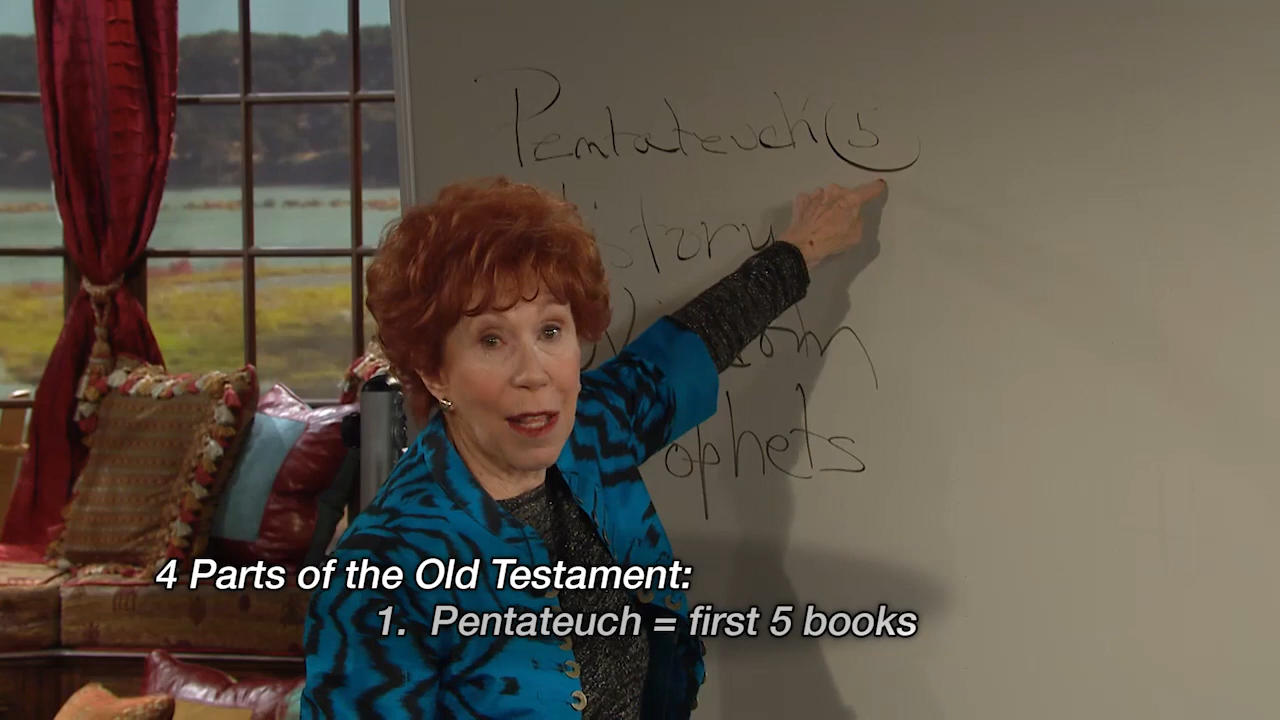 Pentateuch (5
istory
ophets
4 Parts of the Old Testament:
1. Pentateuch = first 5 books